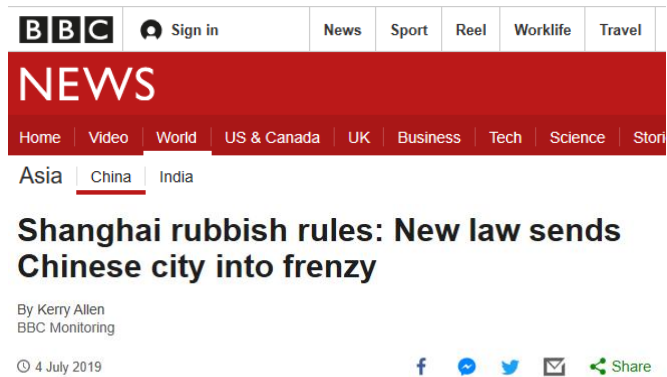 BBC Sign in News Sport Reel Worklife Travel
NEWS
Home Video World US & Canada UK Business Tech Science Stori
Asia China India
Shanghai rubbish rules: New law sends
Chinese city into frenzy
By Kerry Allen
BBC Monitoring
4 July 2019 Share